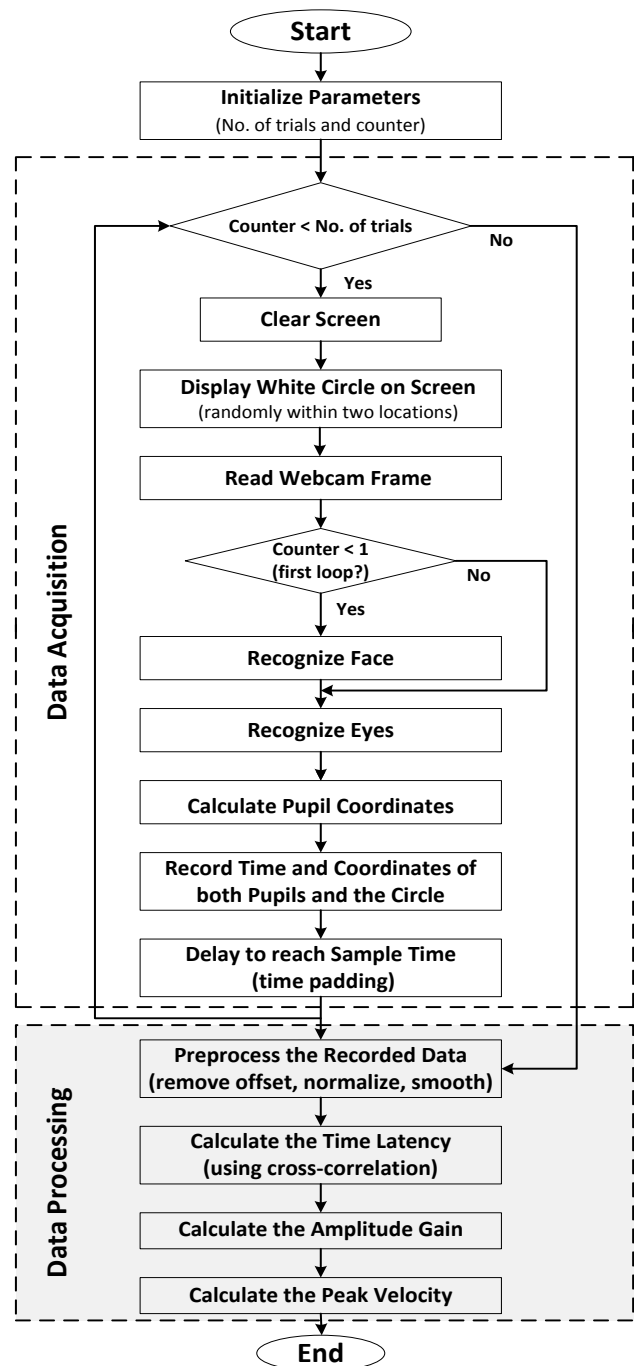 Start
Initialize Parameters
(No. of trials and counter)
Counter < No. of trials
No
Yes
Clear Screen
Display White Circle on Screen
(randomly within two locations)
Read Webcam Frame
Counter < 1
(first loop?)
No
Yes
Recognize Face
Recognize Eyes
Calculate Pupil Coordinates
Record Time and Coordinates of
both Pupils and the Circle
Delay to reach Sample Time
(time padding)
Data Acquisition
Preprocess the Recorded Data
(remove offset, normalize, smooth)
Calculate the Time Latency
(using cross-correlation)
Calculate the Amplitude Gain
Calculate the Peak Velocity
Data Processing
End